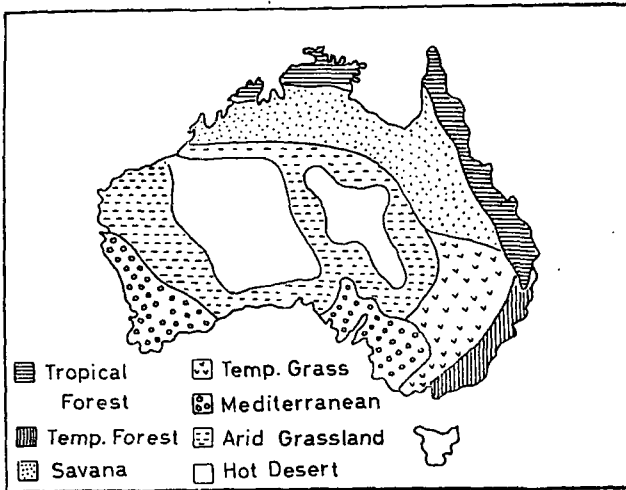 Tropical
Forest
Temp. Forest
Savana
Temp. Grass
Mediterranean
Arid Grassland
Hot Desert